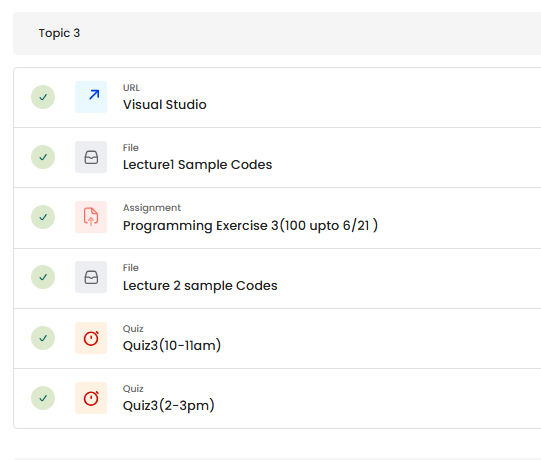 Topic 3
URL
Visual Studio
File
Lecture1 Sample Codes
Assignment
Programming Exercise 3(100 upto 6/21 )
File
Lecture 2 sample Codes
Quiz
Quiz3(10-11am)
Quiz
Quiz3(2-3pm)